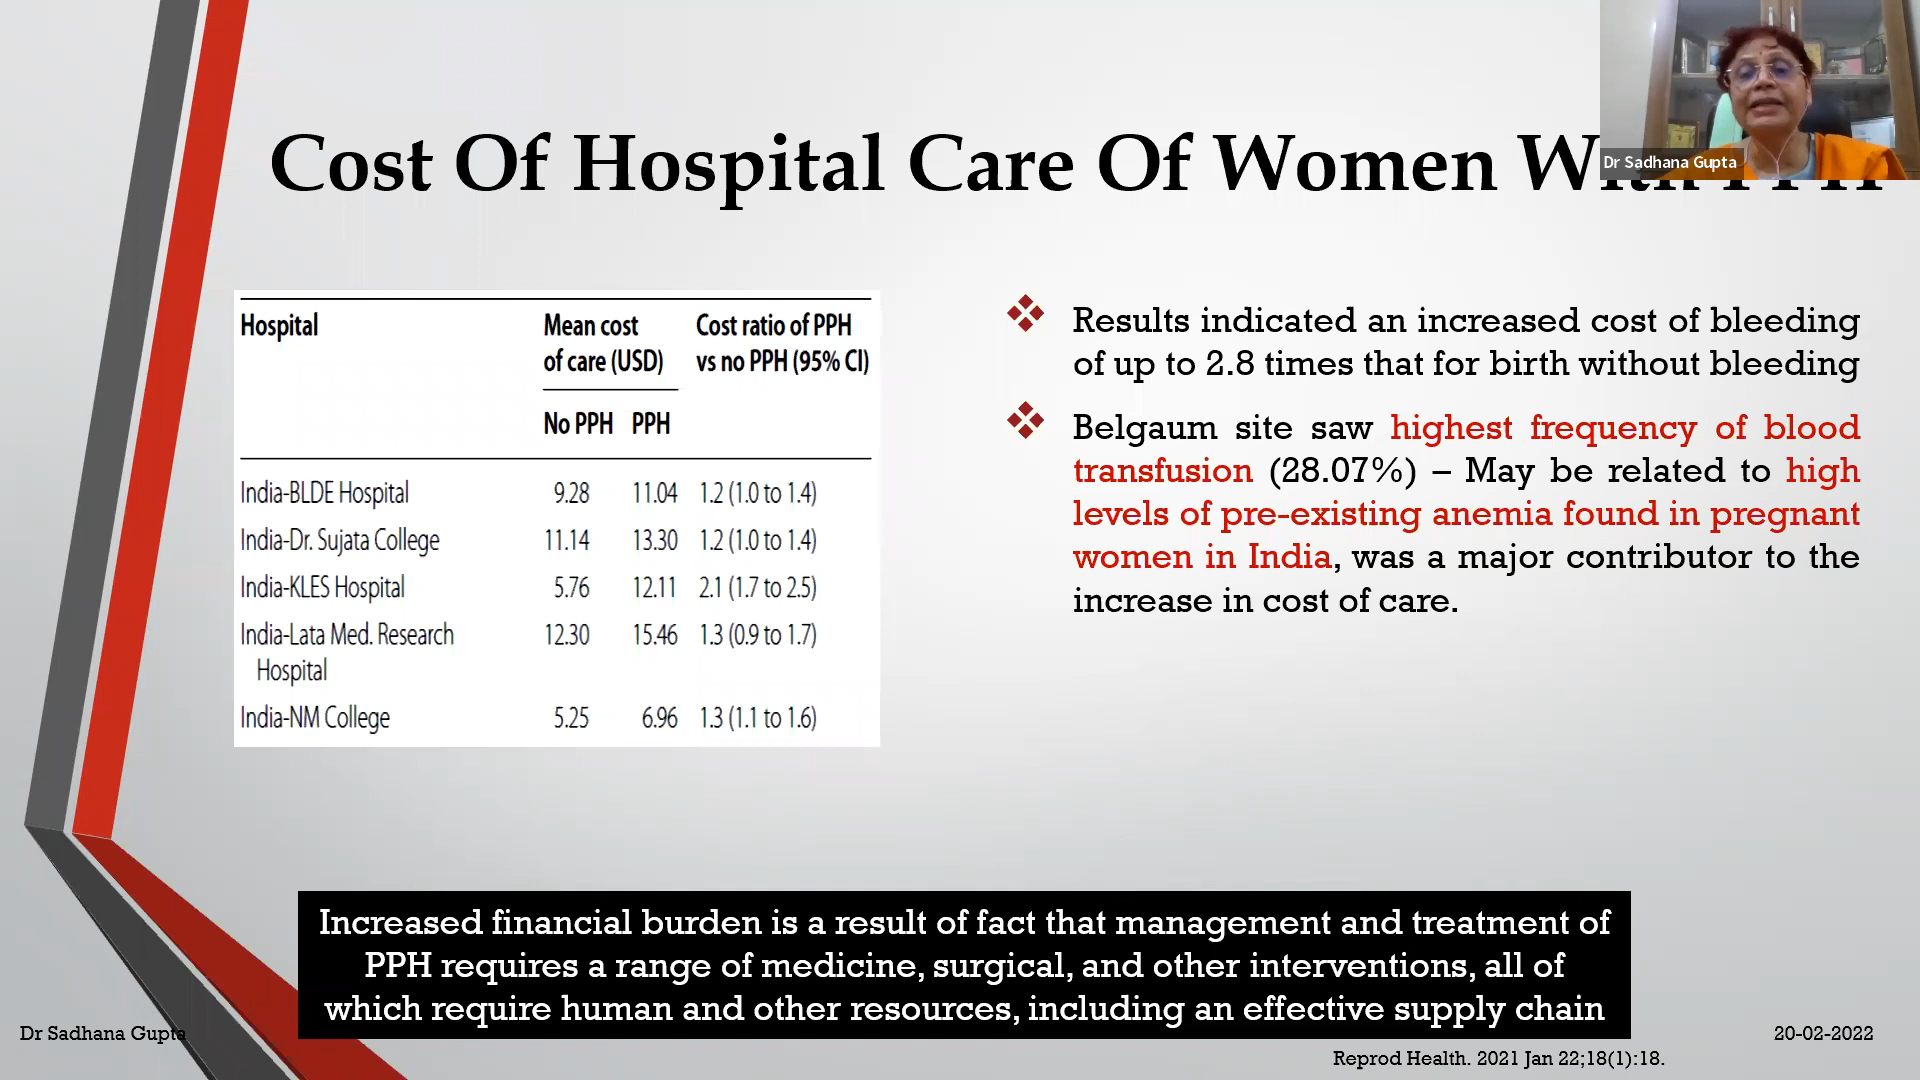 Cost Of Hospital Care Of Women With PPH
Dr Sadhana Gupta
Hospital Mean cost of care (USD) Cost ratio of PPH vs no PPH (95% CI)
No PPH PPH
India-BLDE Hospital 9.28 11.04 1.2 (1.0 to 1.4)
India-Dr. Sujata College 11.14 13.30 1.2 (1.0 to 1.4)
India-KLES Hospital 5.76 12.11 2.1 (1.7 to 2.5)
India-Lata Med. Research 12.30 15.46 1.3 (0.9 to 1.7)
Hospital
India-NM College 5.25 6.96 1.3 (1.1 to 1.6)
Results indicated an increased cost of bleeding
of up to 2.8 times that for birth without bleeding
Belgaum site saw highest frequency of blood
transfusion (28.07%) – May be related to high
levels of pre-existing anemia found in pregnant
women in India, was a major contributor to the
increase in cost of care.
Increased financial burden is a result of fact that management and treatment of
PPH requires a range of medicine, surgical, and other interventions, all of
which require human and other resources, including an effective supply chain
Dr Sadhana Gupta
20-02-2022
Reprod Health. 2021 Jan 22;18(1):18.